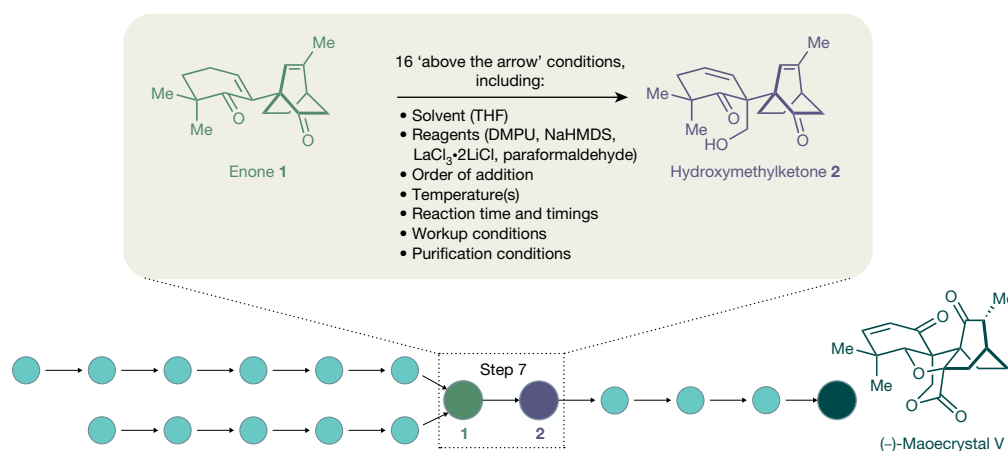 Me
Me
Me
O
O
Enone 1
16 ‘above the arrow’ conditions,
including:
• Solvent (THF)
• Reagents (DMPU, NaHMDS,
LaCl₃•2LiCl, paraformaldehyde)
• Order of addition
• Temperature(s)
• Reaction time and timings
• Workup conditions
• Purification conditions
Me
Me
Me
O
HO
O
Hydroxymethylketone 2
Step 7
1
2
O
O
Me
Me
Me
O
O
O
(–)-Maoecrystal V